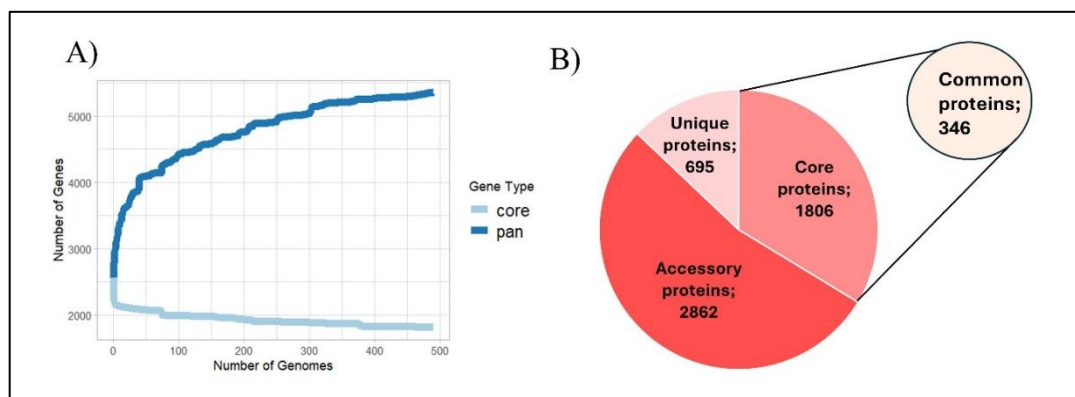 A)
5000
4000
3000
2000
Number of Genes
0
100
200
300
400
500
Number of Genomes
Gene Type
core
pan
B)
Unique
proteins;
695
Core
proteins;
1806
Accessory
proteins;
2862
Common
proteins;
346